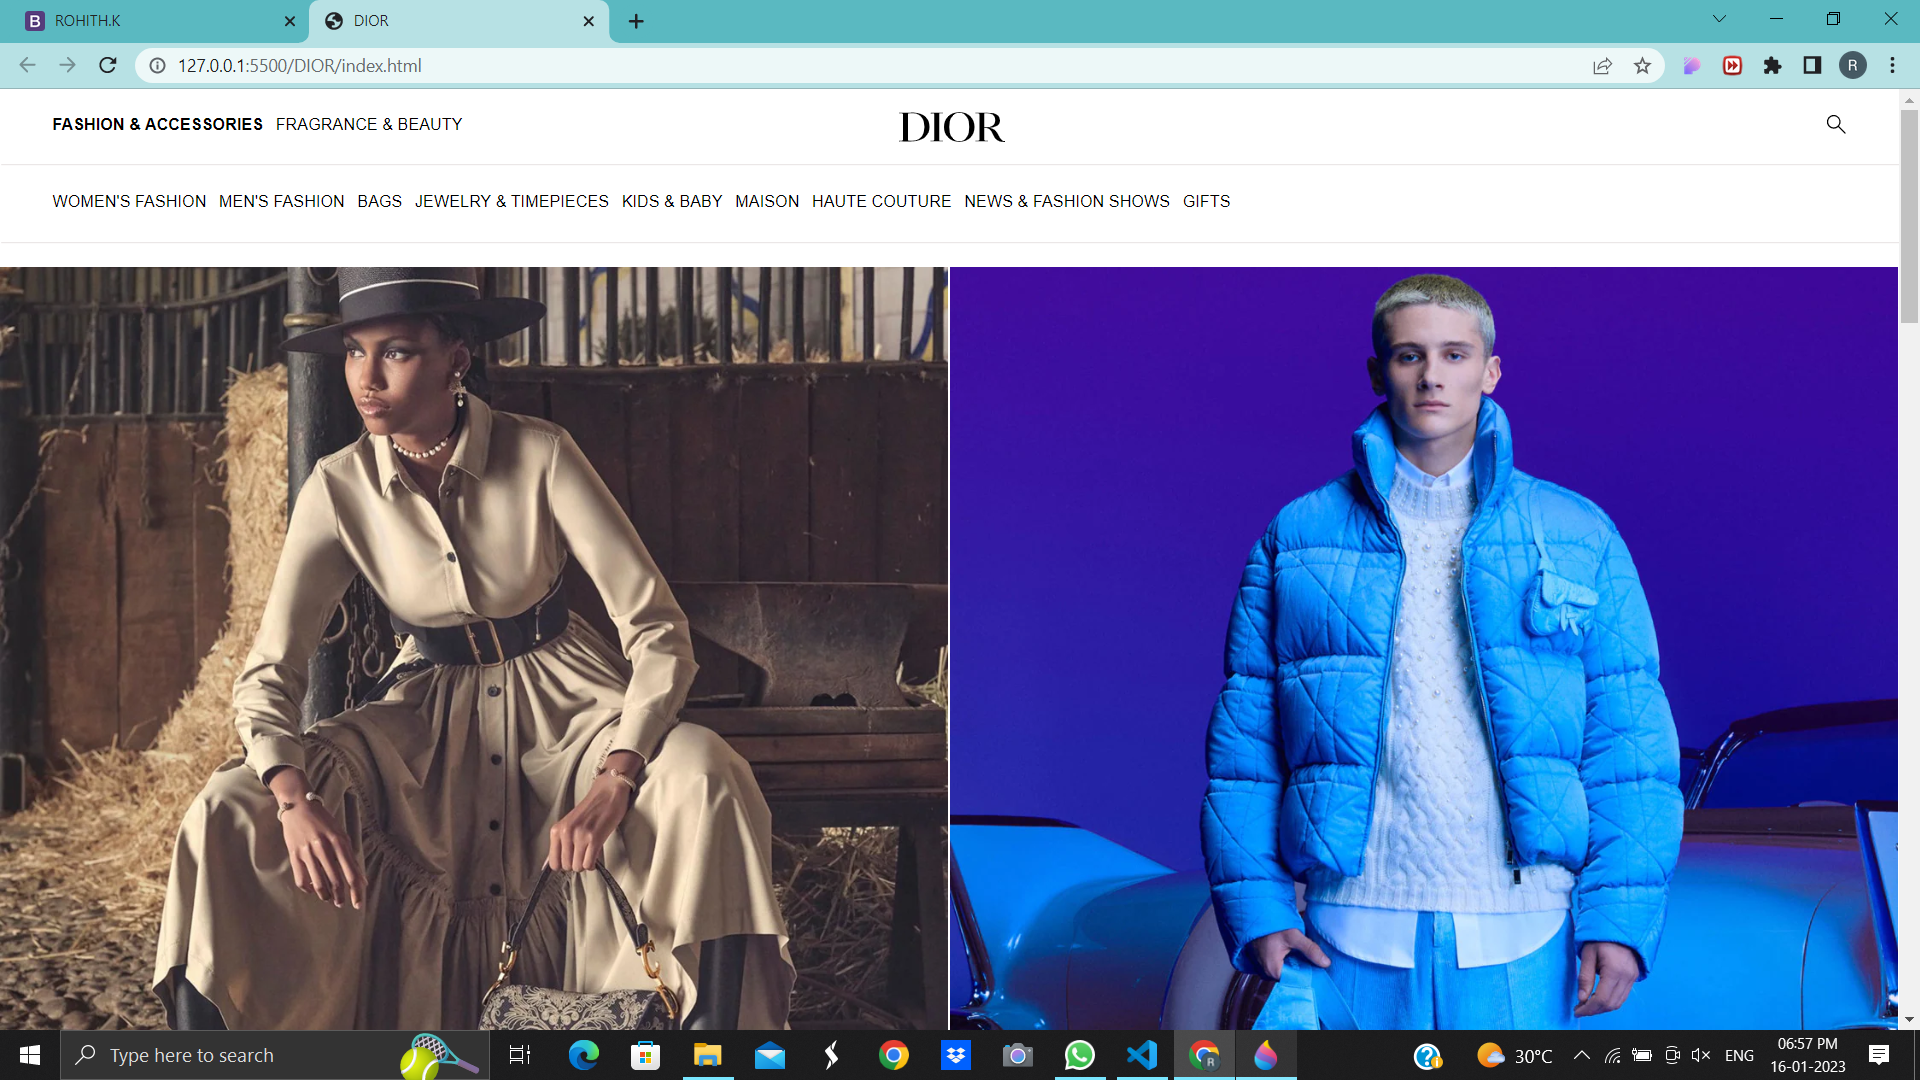 ROHITH.K
DIOR
127.0.0.1:5500/DIOR/index.html
R
FASHION & ACCESSORIES FRAGRANCE & BEAUTY
DIOR
WOMEN'S FASHION MEN'S FASHION BAGS JEWELRY & TIMEPIECES KIDS & BABY MAISON HAUTE COUTURE NEWS & FASHION SHOWS GIFTS
Type here to search
30°C
ENG
06:57 PM
16-01-2023